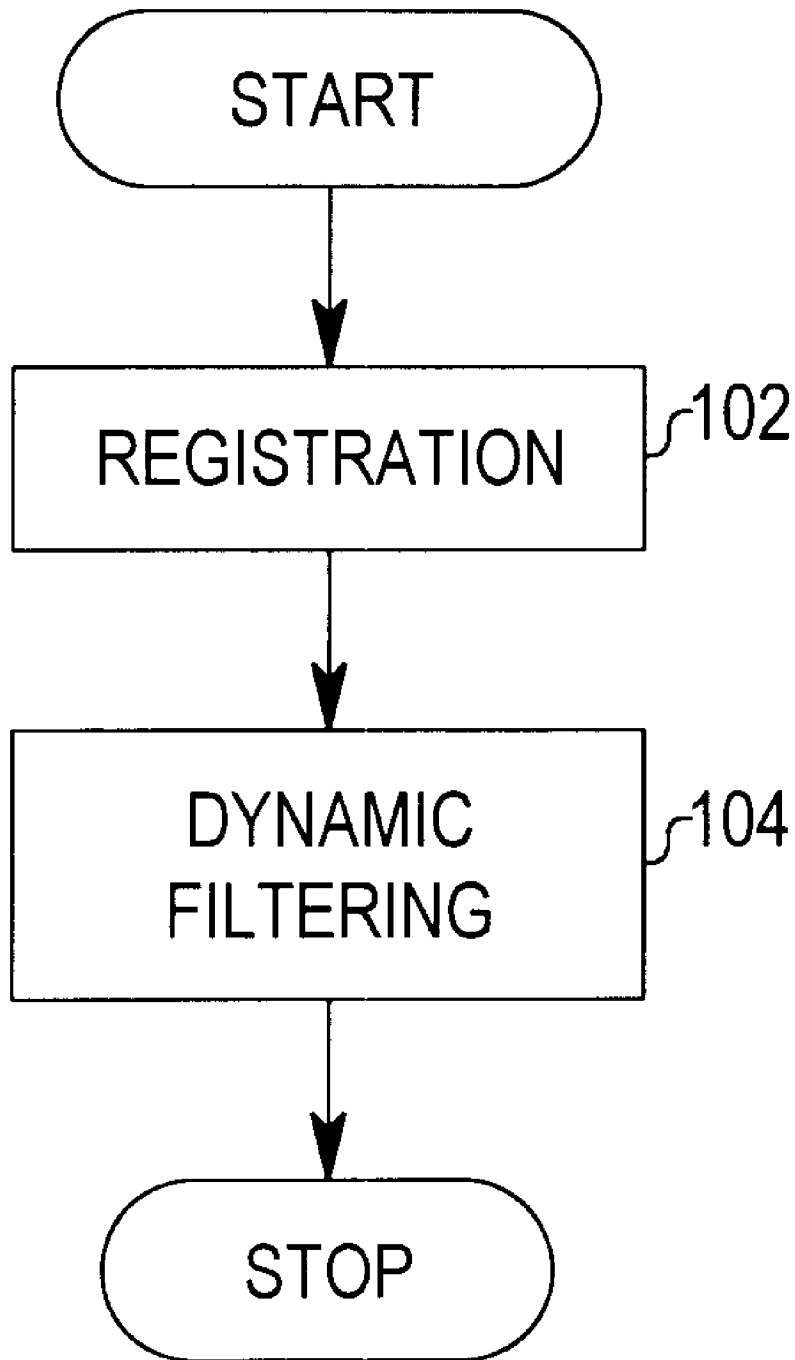 START
REGISTRATION
102
DYNAMIC
FILTERING
104
STOP